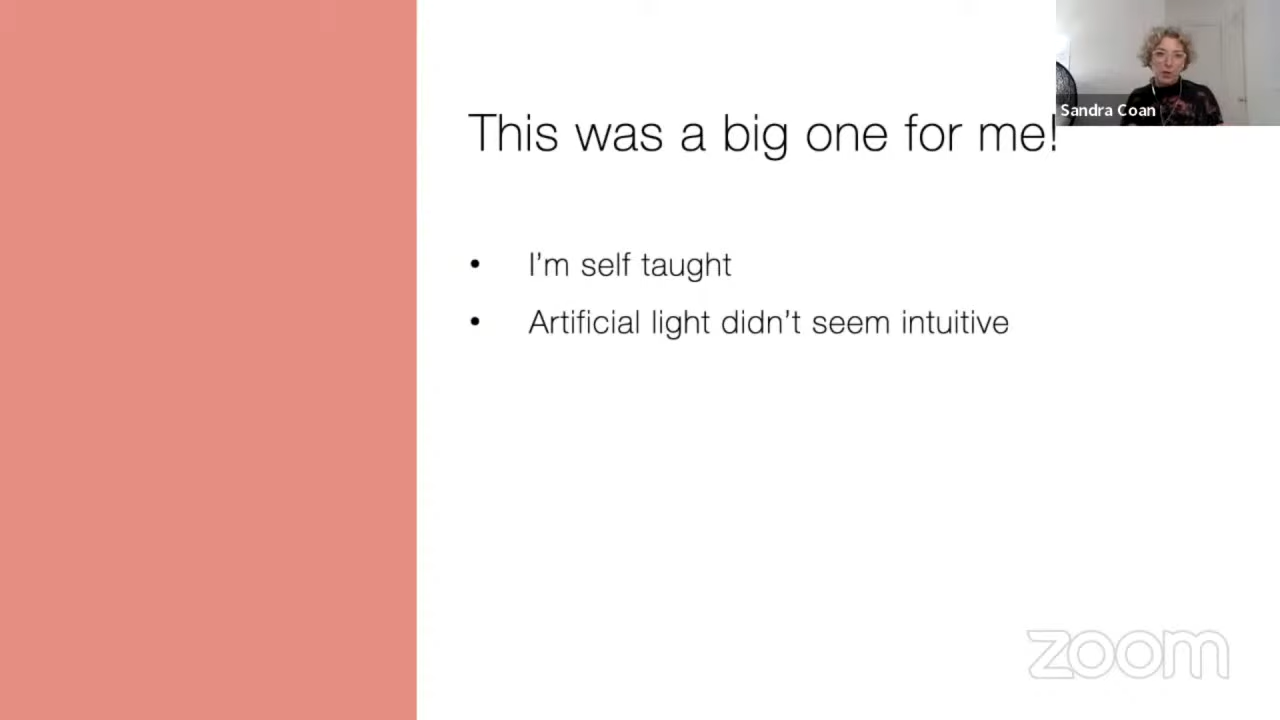 Sandra Coan
This was a big one for me!
• I'm self taught
• Artificial light didn't seem intuitive
zoom